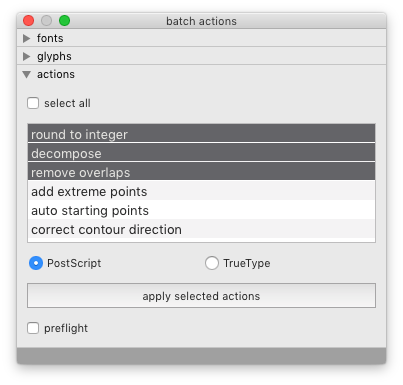 batch actions
fonts
glyphs
actions
select all
round to integer
decompose
remove overlaps
add extreme points
auto starting points
correct contour direction
PostScript TrueType
apply selected actions
preflight